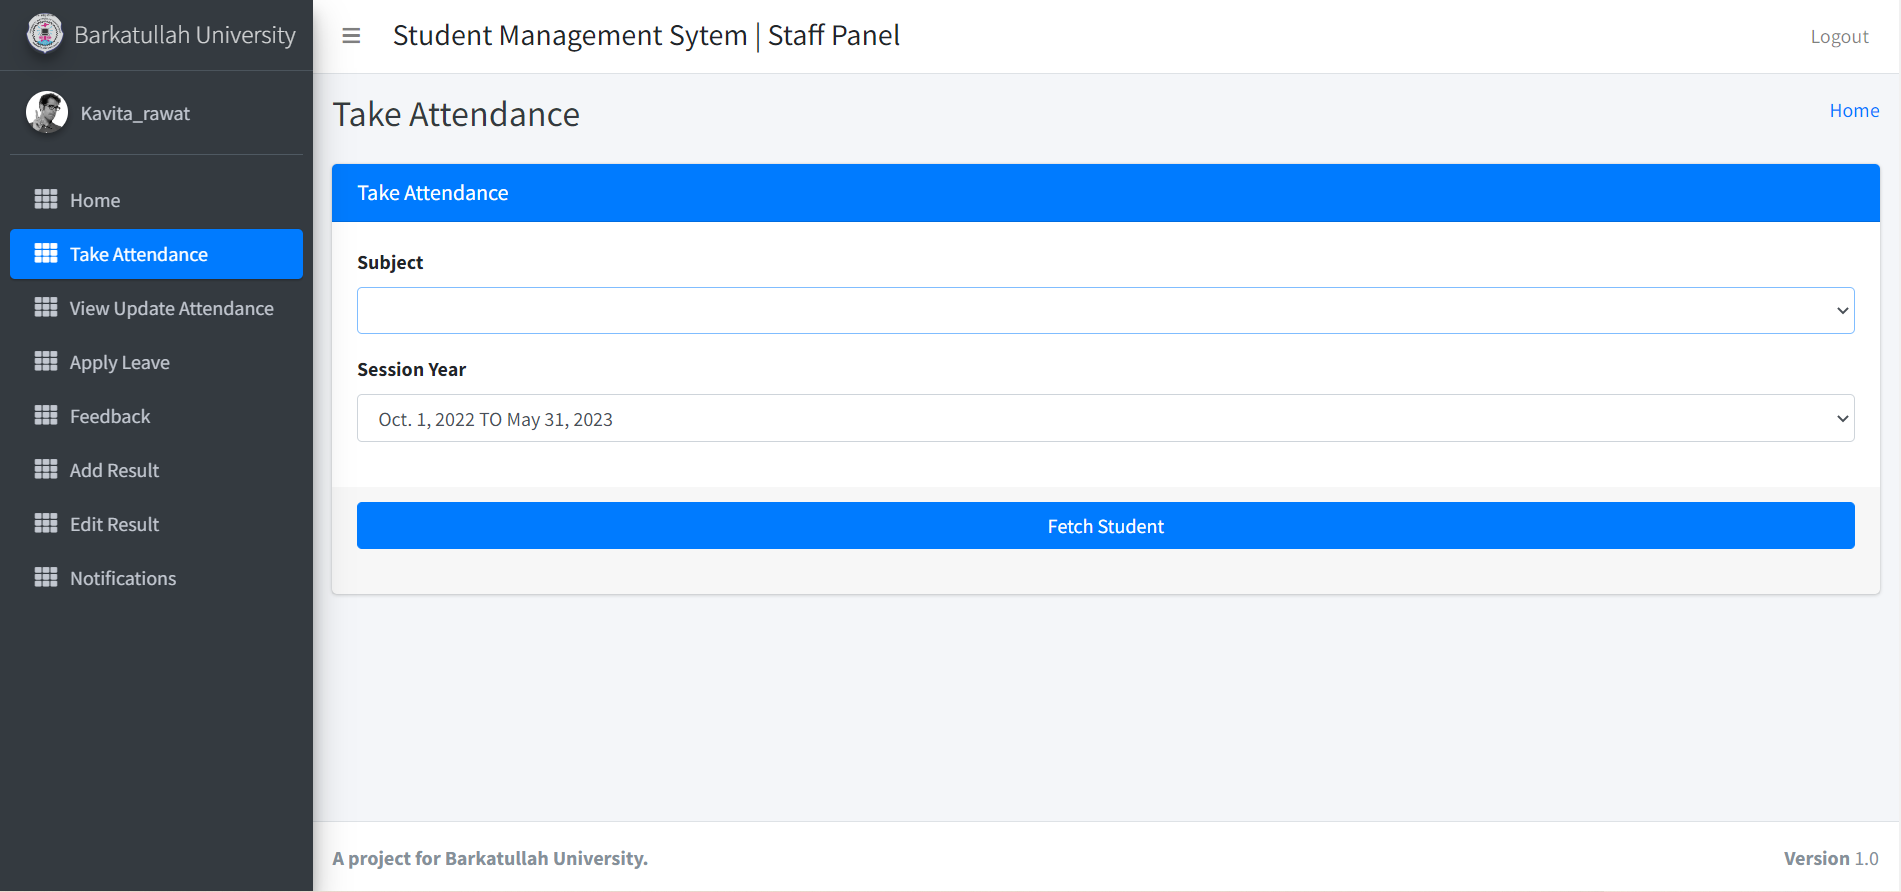 Barkatullah University
Student Management Sytem | Staff Panel
Logout
Kavita_rawat
Home
Take Attendance
View Update Attendance
Apply Leave
Feedback
Add Result
Edit Result
Notifications
Take Attendance
Home
Take Attendance
Subject
Session Year
Oct. 1, 2022 TO May 31, 2023
Fetch Student
A project for Barkatullah University.
Version 1.0